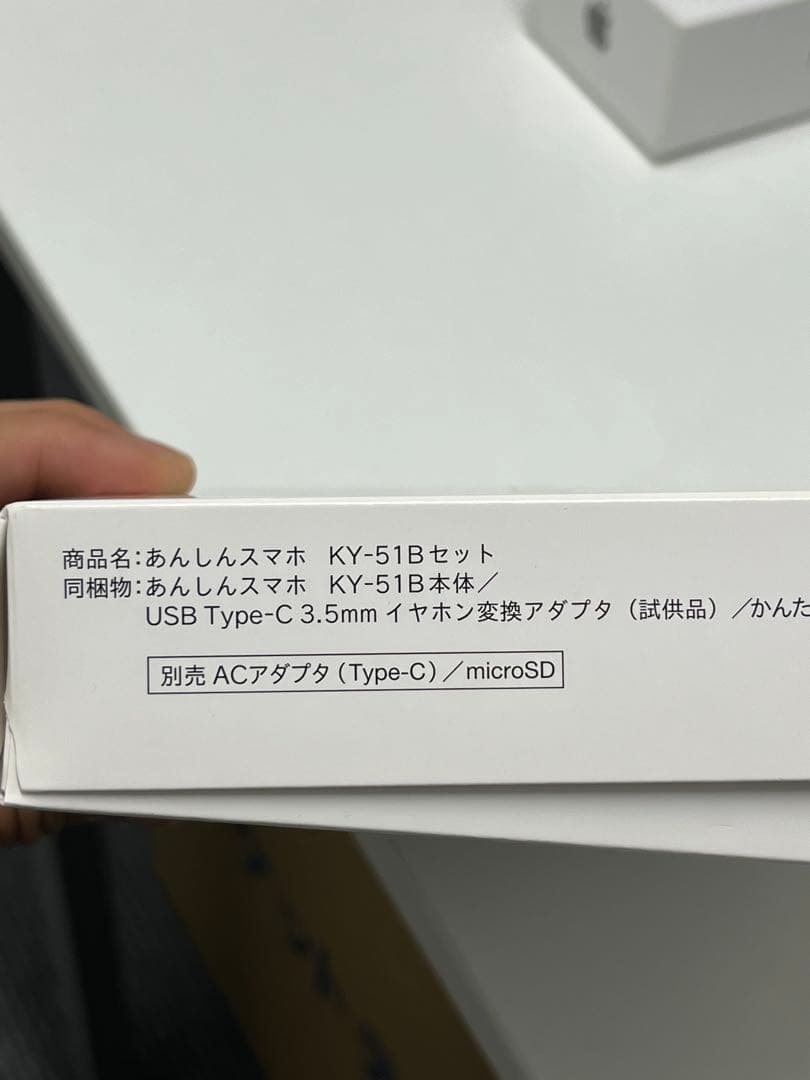 商品名:あんしんスマホ KY-51Bセット
同梱物:あんしんスマホ KY-51B本体／
USB Type-C 3.5mm イヤホン変換アダプタ（試供品）／かんた
別売 ACアダプタ（Type-C）／microSD